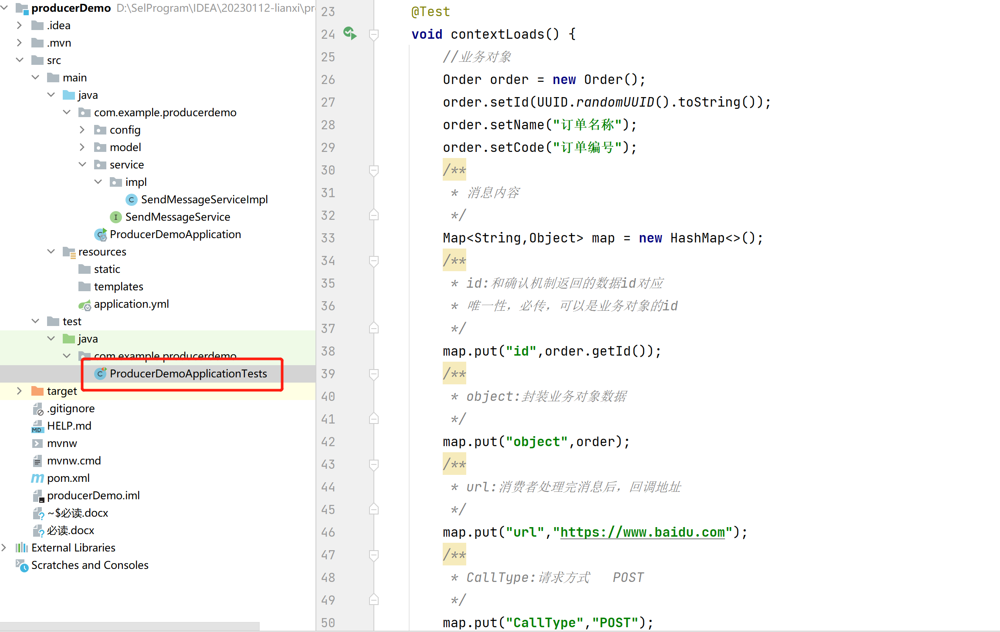 producerDemo D:\SelProgram\IDEA\20230112-lianxi\pr
.idea
.mvn
src
main
java
com.example.producerdemo
config
model
service
impl
SendMessageServiceImpl
SendMessageService
ProducerDemoApplication
resources
static
templates
application.yml
test
java
com.example.producerdemo
ProducerDemoApplicationTests
target
.gitignore
HELP.md
mvnw
mvnw.cmd
pom.xml
producerDemo.iml
~$必读.docx
必读.docx
External Libraries
Scratches and Consoles
23 @Test
24 void contextLoads() {
25 //业务对象
26 Order order = new Order();
27 order.setId(UUID.randomUUID().toString());
28 order.setName("订单名称");
29 order.setCode("订单编号");
30 /**
31 * 消息内容
32 */
33 Map<String,Object> map = new HashMap<>();
34 /**
35 * id:和确认机制返回的数据id对应
36 * 唯一性，必传，可以是业务对象的id
37 */
38 map.put("id",order.getId());
39 /**
40 * object:封装业务对象数据
41 */
42 map.put("object",order);
43 /**
44 * url:消费者处理完消息后，回调地址
45 */
46 map.put("url","https://www.baidu.com");
47 /**
48 * CallType:请求方式 POST
49 */
50 map.put("CallType","POST");